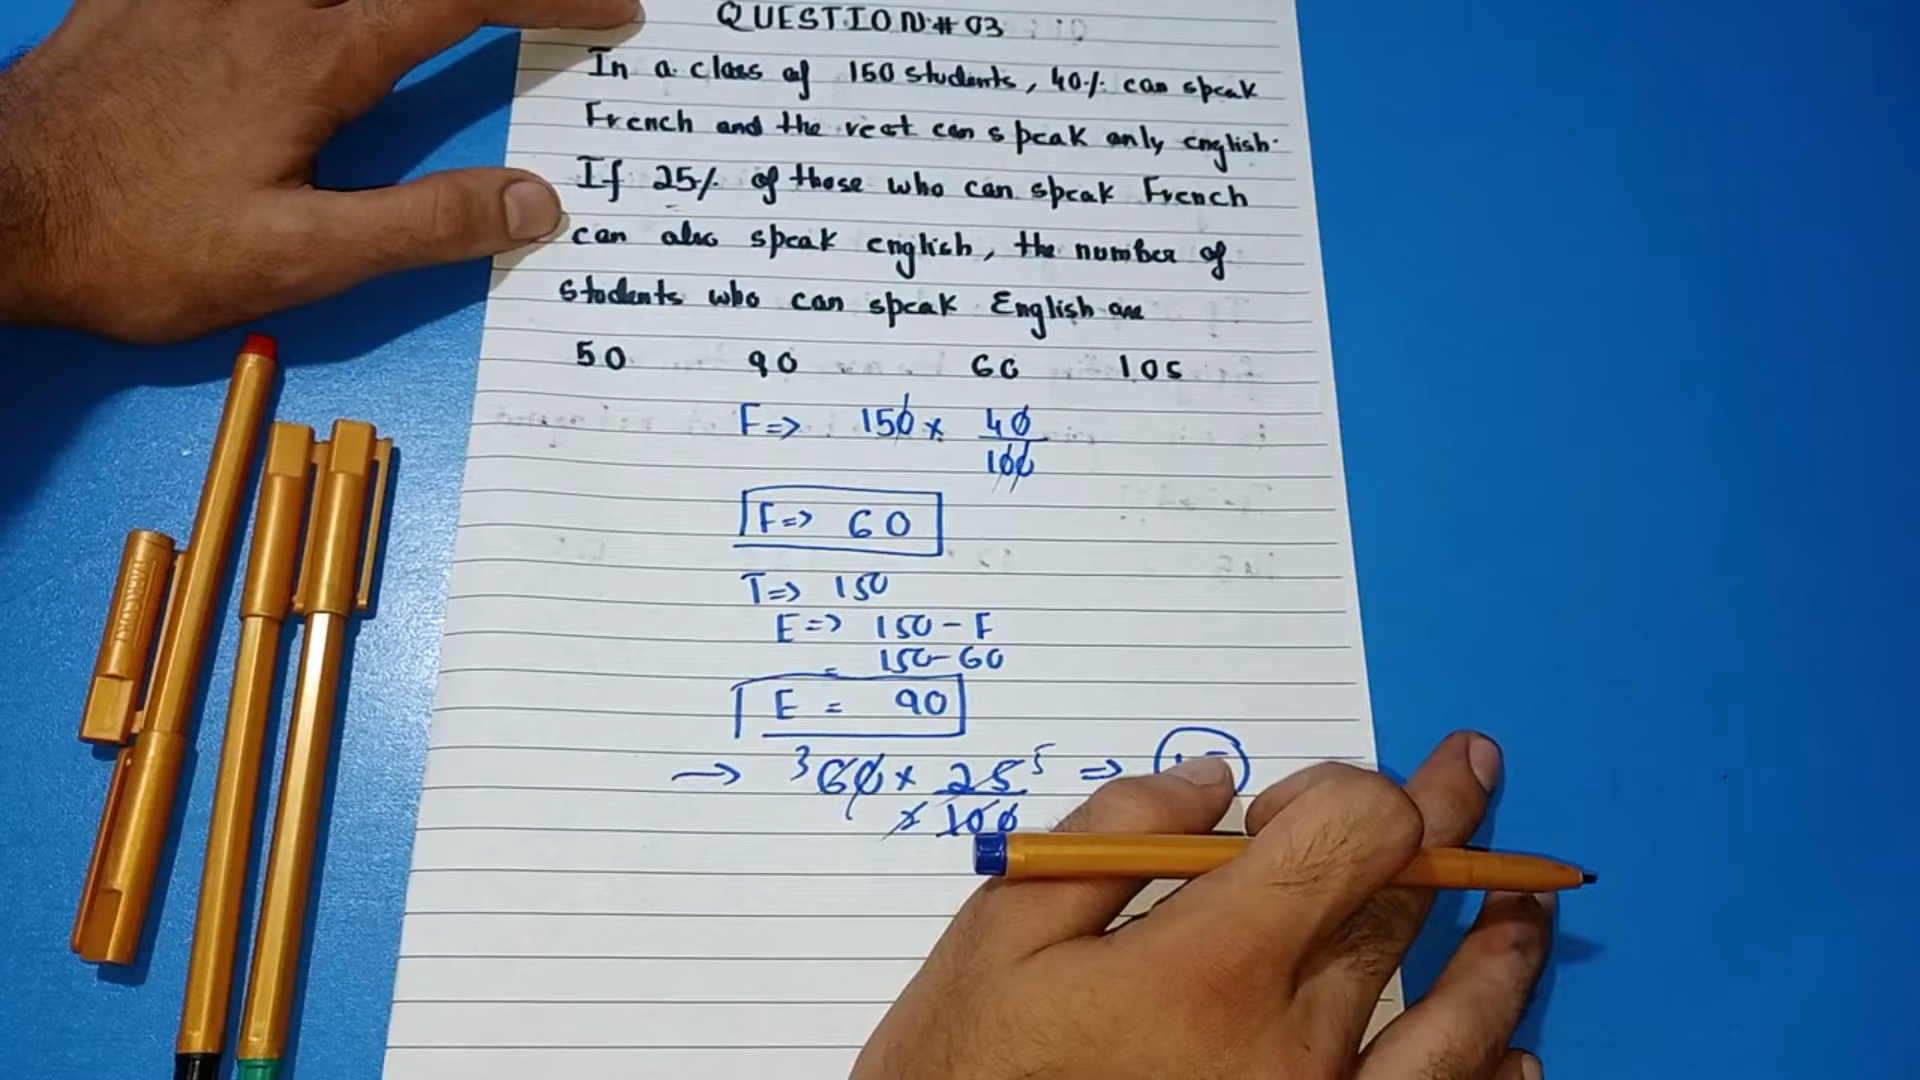 QUESTION # 03
In a class of 150 students, 40% can speak
French and the rest can speak only english.
If 25% of those who can speak French
can also speak english, the number of
students who can speak English are
50 90 60 105
F => 150 × 40
100
F => 60
T => 150
E => 150 - F
= 150-60
E = 90
→ 3 60 × 25 5 =>
100